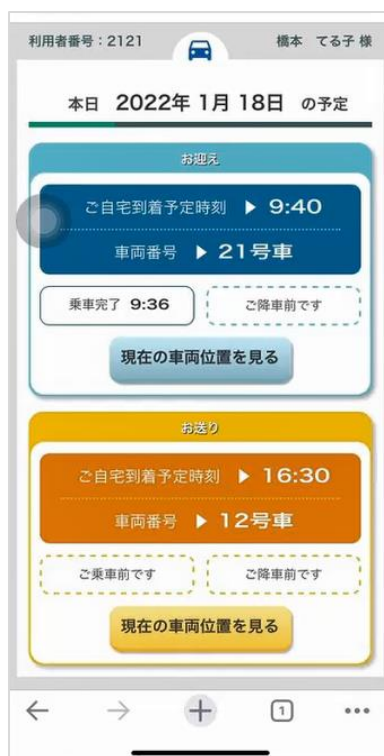 利用者番号：2121
橋本　てる子 様
本日　2022年 1月 18日　の予定
お迎え
ご自宅到着予定時刻 ▶ 9:40
車両番号 ▶ 21号車
乗車完了 9:36
ご降車前です
現在の車両位置を見る
お送り
ご自宅到着予定時刻 ▶ 16:30
車両番号 ▶ 12号車
ご乗車前です
ご降車前です
現在の車両位置を見る
1